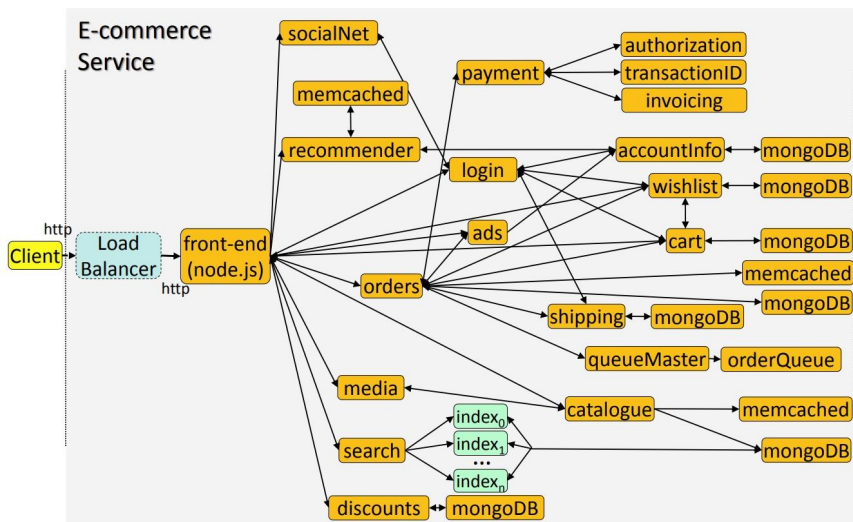 E-commerce
Service
socialNet
authorization
payment
transactionID
memcached
invoicing
recommender
accountInfo
mongoDB
login
wishlist
mongoDB
http
Load
Balancer
front-end
(node.js)
ads
cart
mongoDB
Client
http
orders
memcached
mongoDB
shipping
mongoDB
queueMaster
orderQueue
media
index0
catalogue
memcached
search
index1
...
mongoDB
indexn
discounts
mongoDB